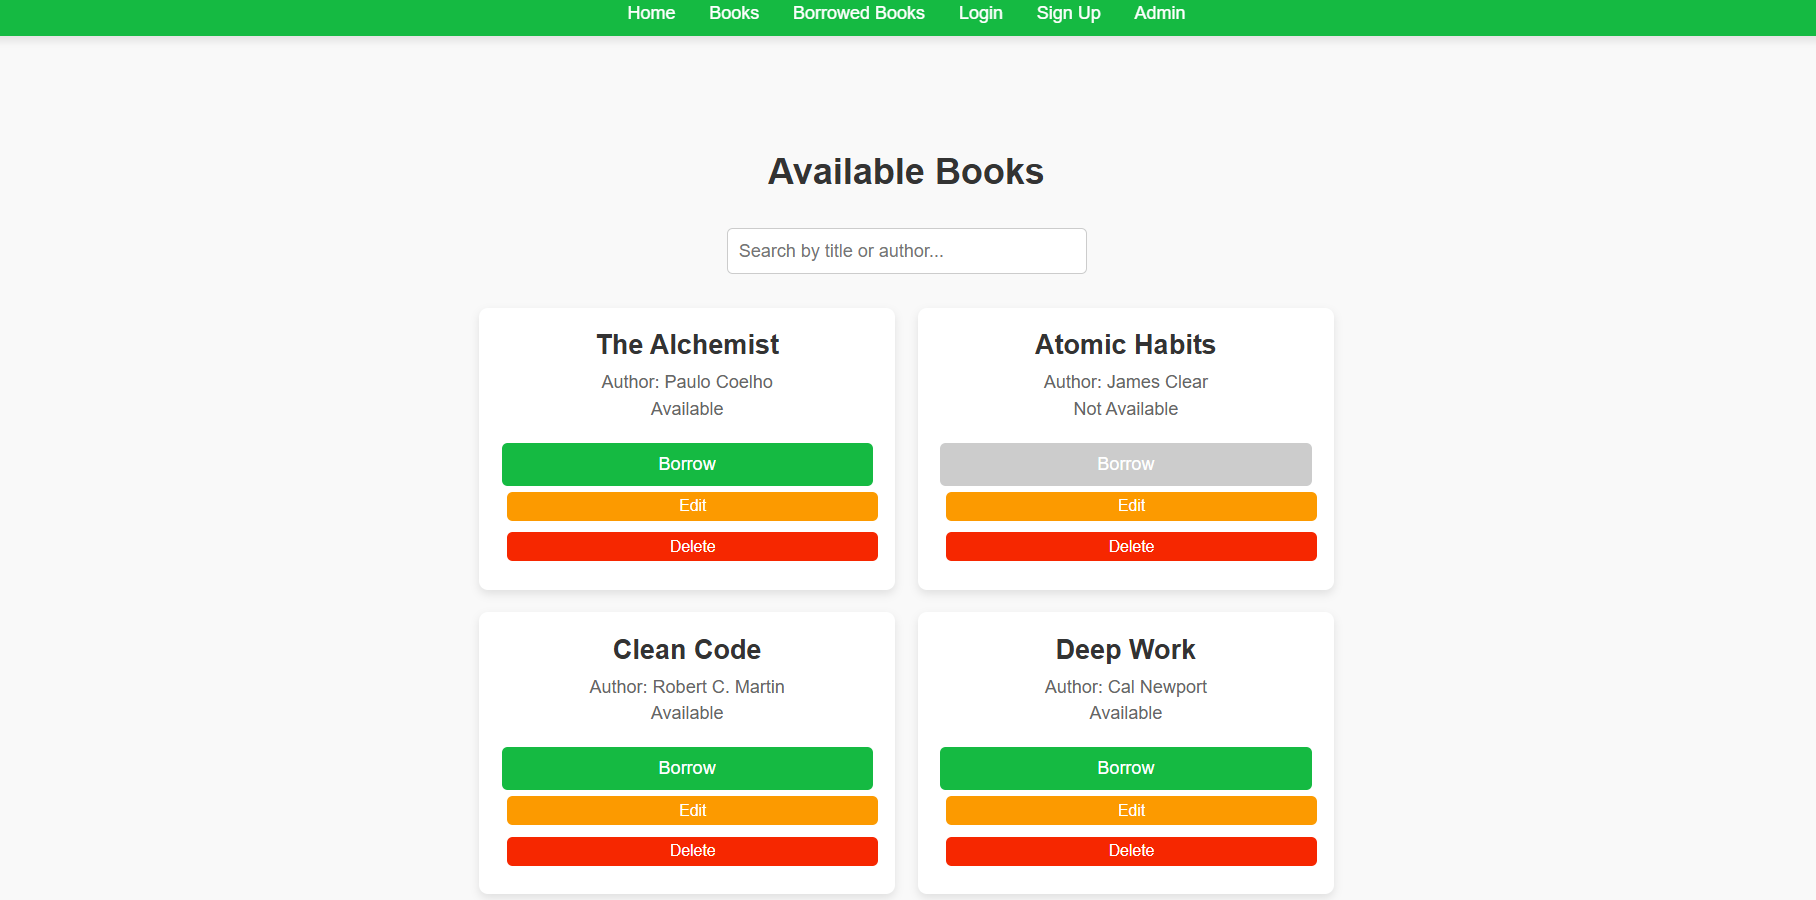 Home Books Borrowed Books Login Sign Up Admin
Available Books
Search by title or author...
The Alchemist
Author: Paulo Coelho
Available
Borrow
Edit
Delete
Atomic Habits
Author: James Clear
Not Available
Borrow
Edit
Delete
Clean Code
Author: Robert C. Martin
Available
Borrow
Edit
Delete
Deep Work
Author: Cal Newport
Available
Borrow
Edit
Delete